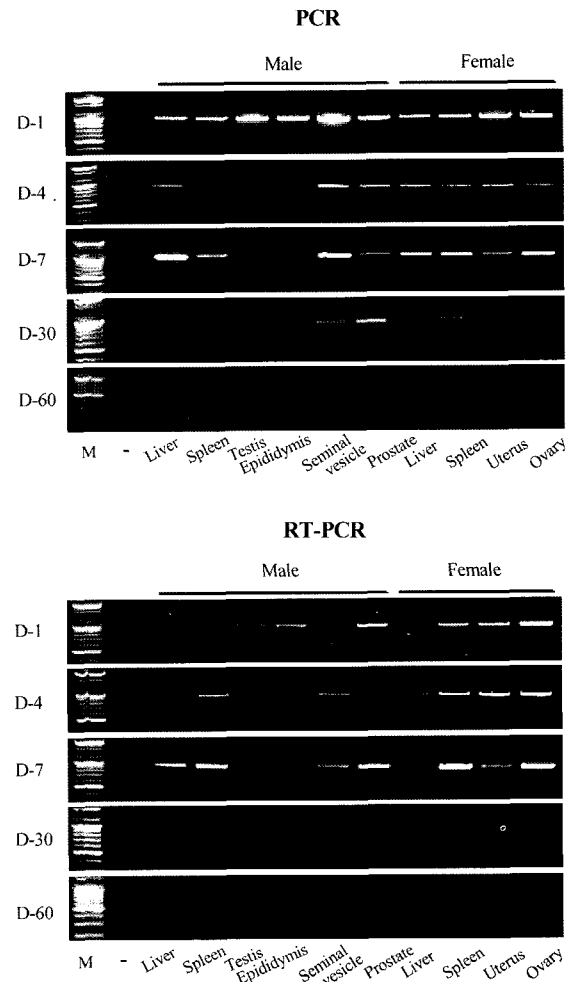 PCR
Male Female
D-1
D-4
D-7
D-30
D-60
M - Liver Spleen Testis Epididymis Seminal vesicle Prostate Liver Spleen Uterus Ovary
RT-PCR
Male Female
D-1
D-4
D-7
D-30
D-60
M - Liver Spleen Testis Epididymis Seminal vesicle Prostate Liver Spleen Uterus Ovary